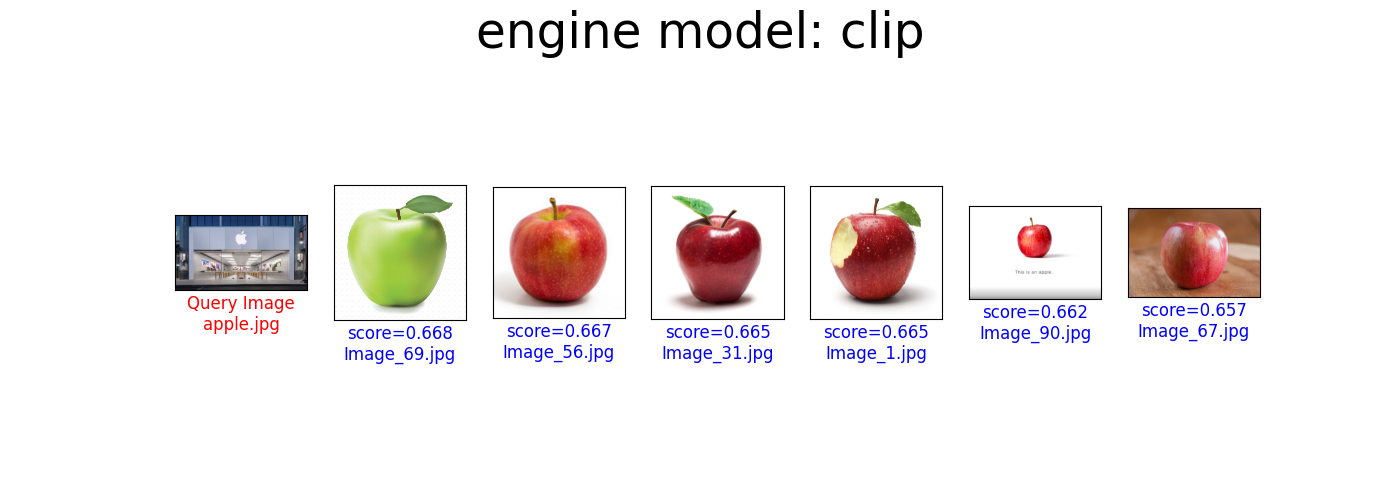 engine model: clip
Query Image
apple.jpg
score=0.668
Image_69.jpg
score=0.667
Image_56.jpg
score=0.665
Image_31.jpg
score=0.665
Image_1.jpg
This is an apple.
score=0.662
Image_90.jpg
score=0.657
Image_67.jpg